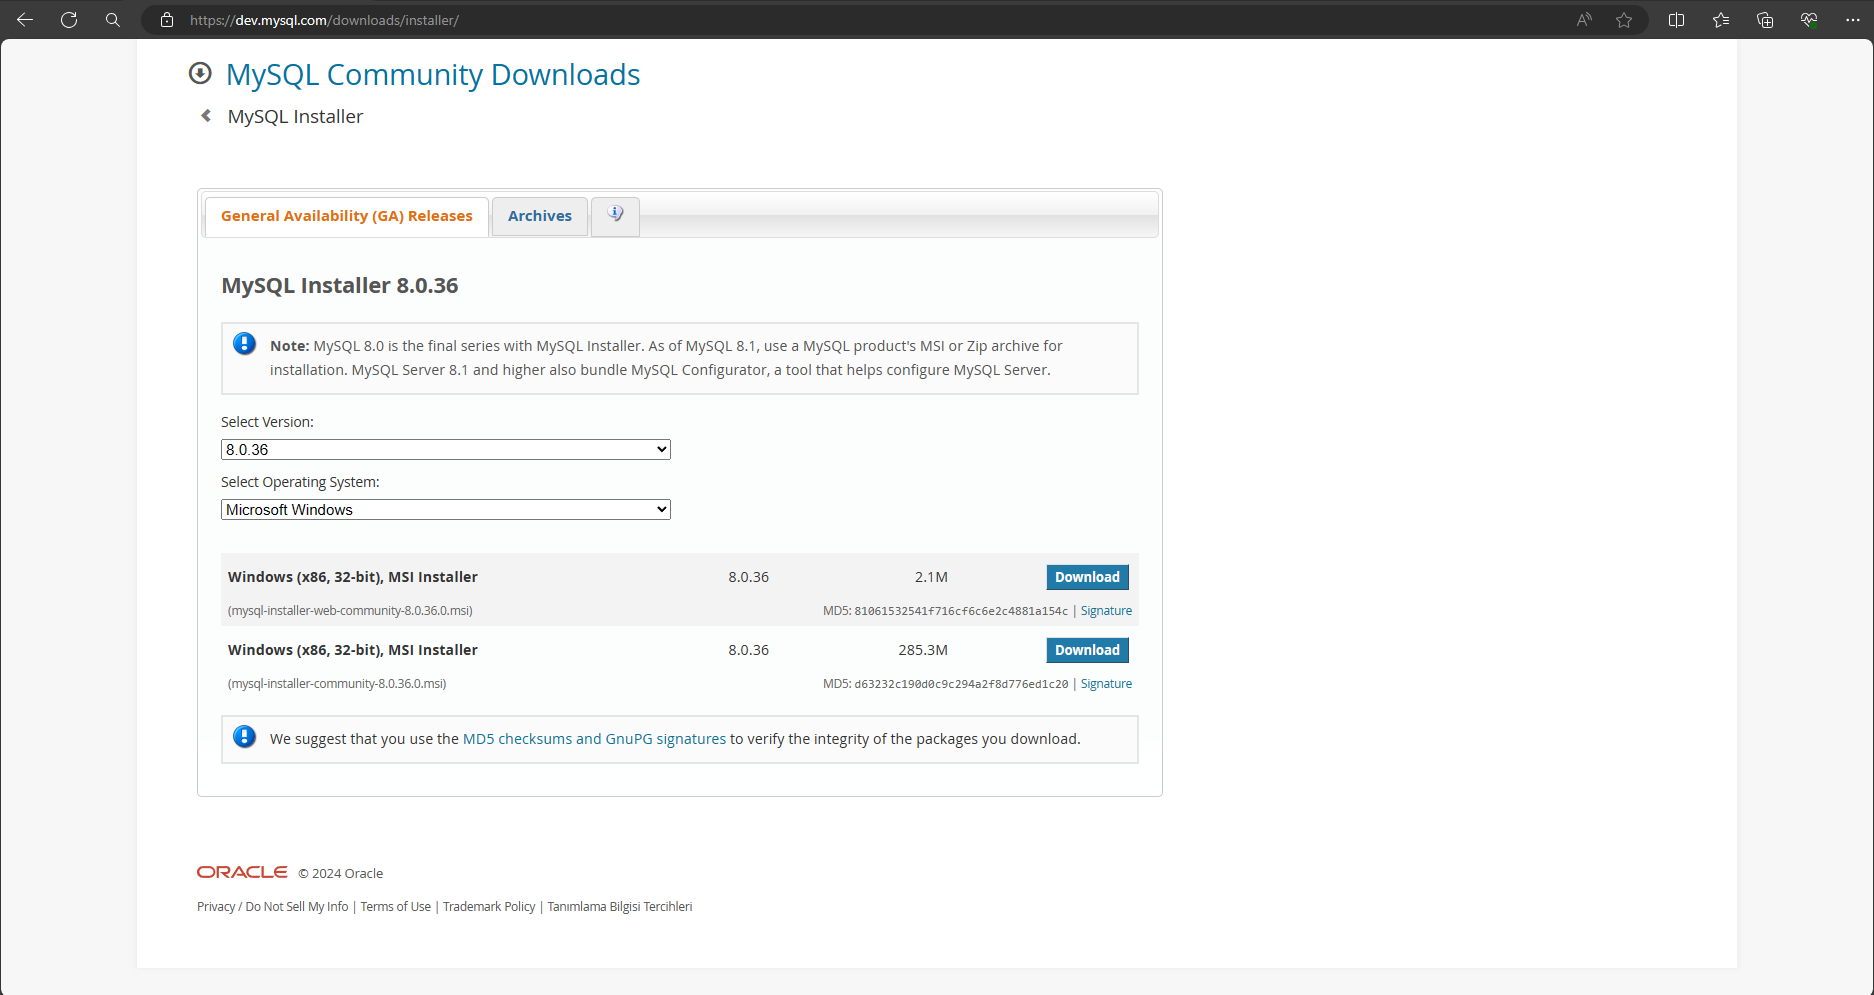 https://dev.mysql.com/downloads/installer/
MySQL Community Downloads
MySQL Installer
General Availability (GA) Releases
Archives
MySQL Installer 8.0.36
Note: MySQL 8.0 is the final series with MySQL Installer. As of MySQL 8.1, use a MySQL product's MSI or Zip archive for
installation. MySQL Server 8.1 and higher also bundle MySQL Configurator, a tool that helps configure MySQL Server.
Select Version:
8.0.36
Select Operating System:
Microsoft Windows
Windows (x86, 32-bit), MSI Installer 8.0.36 2.1M Download
(mysql-installer-web-community-8.0.36.0.msi) MD5: 81061532541f716cf6c6e2c4881a154c | Signature
Windows (x86, 32-bit), MSI Installer 8.0.36 285.3M Download
(mysql-installer-community-8.0.36.0.msi) MD5: d63232c190d0c9c294a2f8d776ed1c20 | Signature
We suggest that you use the MD5 checksums and GnuPG signatures to verify the integrity of the packages you download.
ORACLE © 2024 Oracle
Privacy / Do Not Sell My Info | Terms of Use | Trademark Policy | Tanımlama Bilgisi Tercihleri